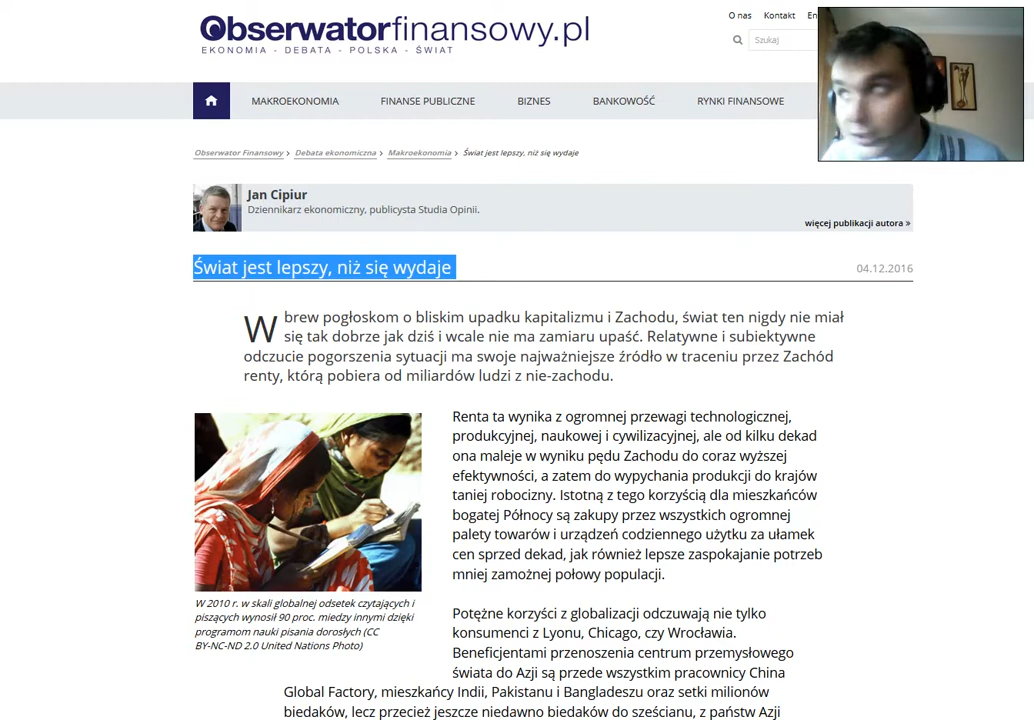 Obserwatorfinansowy.pl
EKONOMIA - DEBATA - POLSKA - ŚWIAT
O nas Kontakt En
Szukaj
MAKROEKONOMIA FINANSE PUBLICZNE BIZNES BANKOWOŚĆ RYNKI FINANSOWE
Obserwator Finansowy › Debata ekonomiczna › Makroekonomia › Świat jest lepszy, niż się wydaje
Jan Cipiur
Dziennikarz ekonomiczny, publicysta Studia Opinii.
więcej publikacji autora »
Świat jest lepszy, niż się wydaje
04.12.2016
Wbrew pogłoskom o bliskim upadku kapitalizmu i Zachodu, świat ten nigdy nie miał
się tak dobrze jak dziś i wcale nie ma zamiaru upaść. Relatywne i subiektywne
odczucie pogorszenia sytuacji ma swoje najważniejsze źródło w traceniu przez Zachód
renty, którą pobiera od miliardów ludzi z nie-zachodu.
Renta ta wynika z ogromnej przewagi technologicznej,
produkcyjnej, naukowej i cywilizacyjnej, ale od kilku dekad
ona maleje w wyniku pędu Zachodu do coraz wyższej
efektywności, a zatem do wypychania produkcji do krajów
taniej robocizny. Istotną z tego korzyścią dla mieszkańców
bogatej Północy są zakupy przez wszystkich ogromnej
palety towarów i urządzeń codziennego użytku za ułamek
cen sprzed dekad, jak również lepsze zaspokajanie potrzeb
mniej zamożnej połowy populacji.
W 2010 r. w skali globalnej odsetek czytających i
piszących wynosił 90 proc. miedzy innymi dzięki
programom nauki pisania dorosłych (CC
BY-NC-ND 2.0 United Nations Photo)
Potężne korzyści z globalizacji odczuwają nie tylko
konsumenci z Lyonu, Chicago, czy Wrocławia.
Beneficjentami przenoszenia centrum przemysłowego
świata do Azji są przede wszystkim pracownicy China
Global Factory, mieszkańcy Indii, Pakistanu i Bangladeszu oraz setki milionów
biedaków, lecz przecież jeszcze niedawno biedaków do sześcianu, z państw Azji